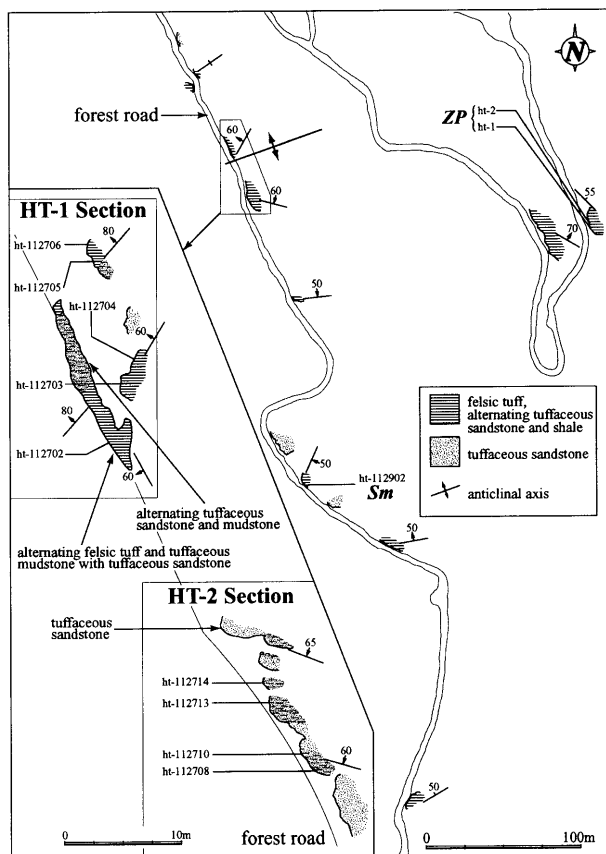 N
forest road
60
60
ZP { ht-2
ht-1
55
70
HT-1 Section
ht-112706
80
ht-112705
ht-112704
60
ht-112703
80
ht-112702
60
alternating tuffaceous
sandstone and mudstone
alternating felsic tuff and tuffaceous
mudstone with tuffaceous sandstone
50
felsic tuff,
alternating tuffaceous
sandstone and shale
tuffaceous sandstone
anticlinal axis
50
ht-112902
Sm
50
HT-2 Section
tuffaceous
sandstone
65
ht-112714
ht-112713
ht-112710
60
ht-112708
50
0 10m
forest road
0 100m